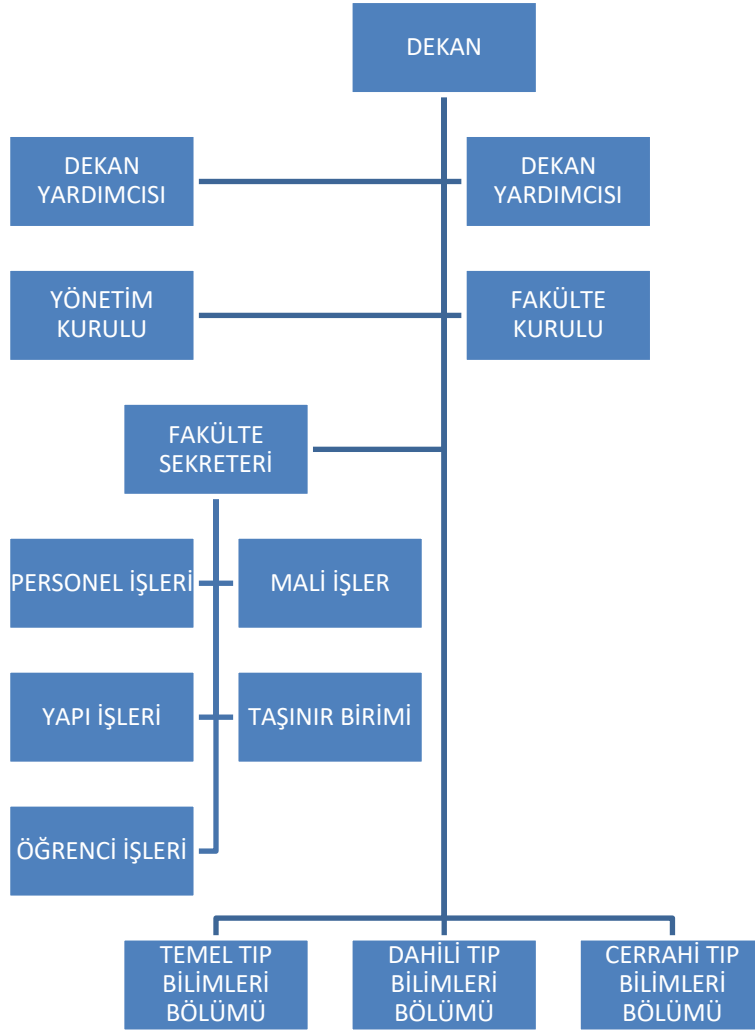 DEKAN
DEKAN
YARDIMCISI
DEKAN
YARDIMCISI
YÖNETİM
KURULU
FAKÜLTE
KURULU
FAKÜLTE
SEKRETERİ
PERSONEL İŞLERİ
MALİ İŞLER
YAPI İŞLERİ
TAŞINIR BİRİMİ
ÖĞRENCİ İŞLERİ
TEMEL TIP
BİLİMLERİ
BÖLÜMÜ
DAHİLİ TIP
BİLİMLERİ
BÖLÜMÜ
CERRAHİ TIP
BİLİMLERİ
BÖLÜMÜ